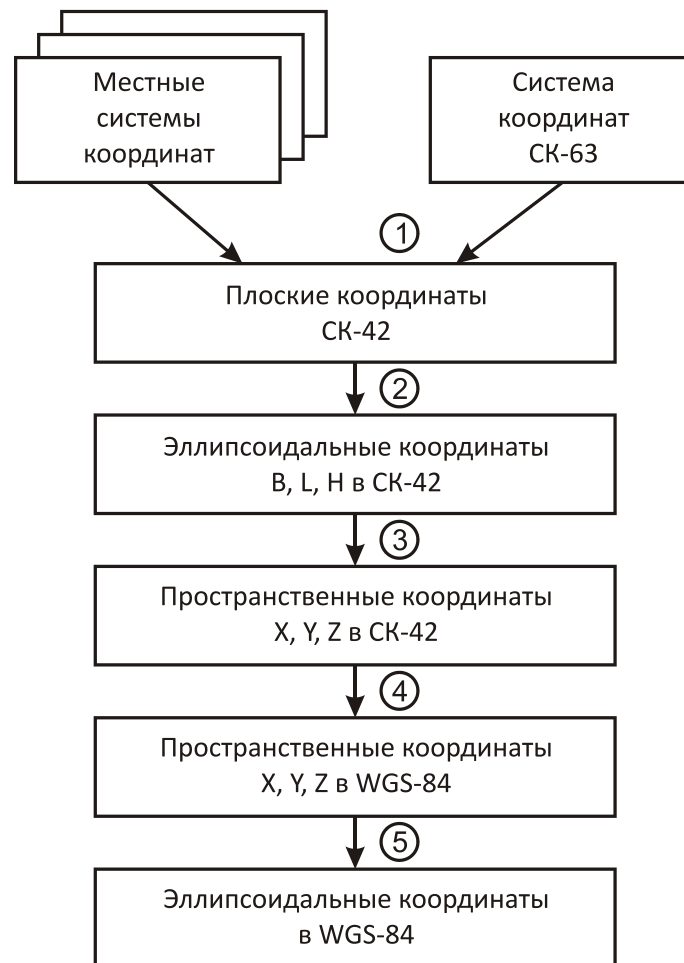 Местные
системы
координат
Система
координат
СК-63
1
Плоские координаты
СК-42
2
Эллипсоидальные координаты
B, L, H в СК-42
3
Пространственные координаты
X, Y, Z в СК-42
4
Пространственные координаты
X, Y, Z в WGS-84
5
Эллипсоидальные координаты
в WGS-84